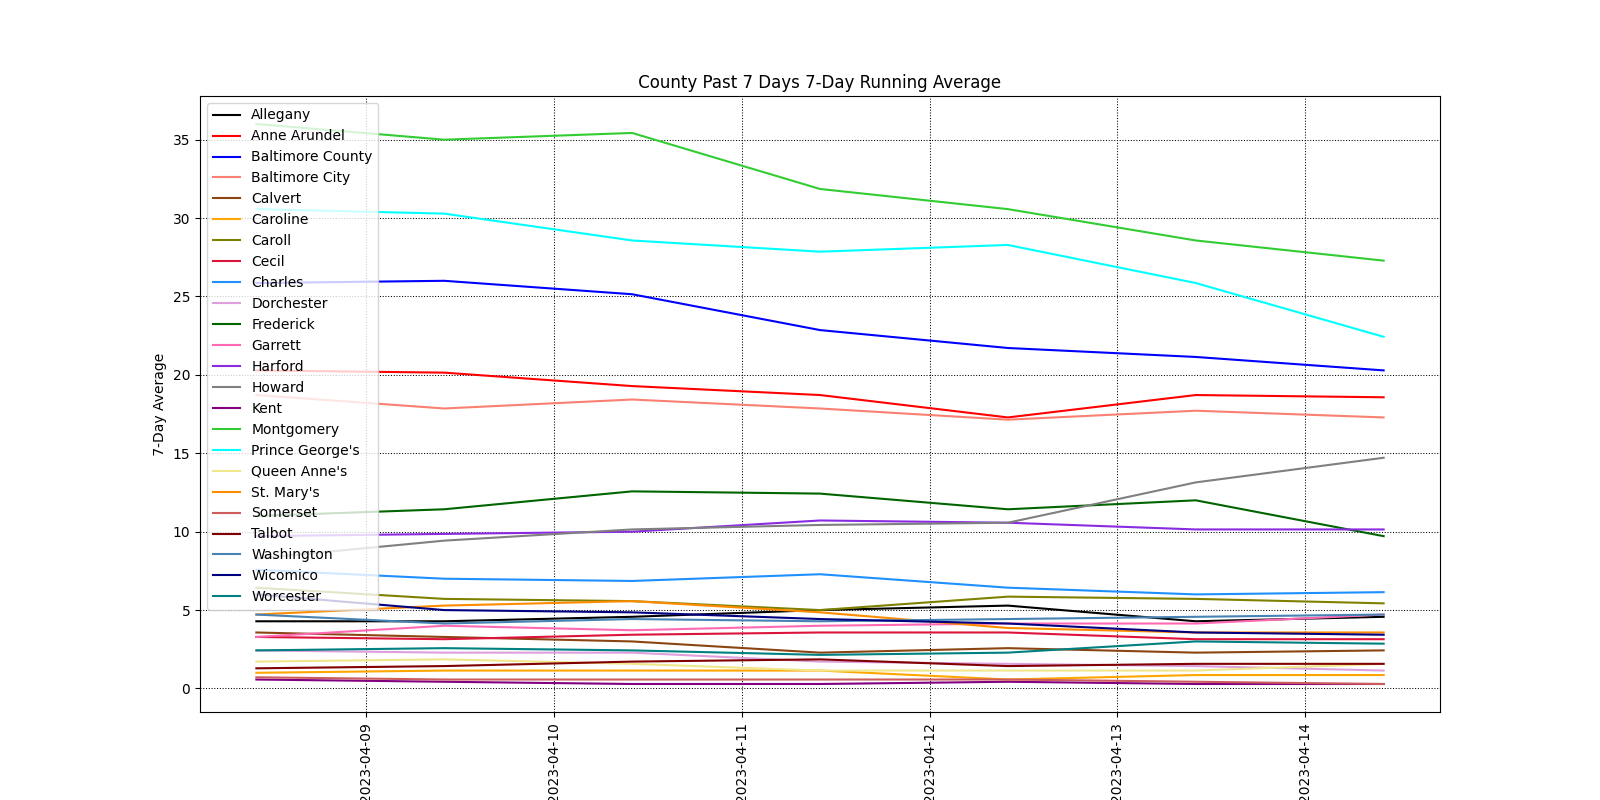 County Past 7 Days 7-Day Running Average
7-Day Average
35
30
25
20
15
10
5
0
Allegany
Anne Arundel
Baltimore County
Baltimore City
Calvert
Caroline
Caroll
Cecil
Charles
Dorchester
Frederick
Garrett
Harford
Howard
Kent
Montgomery
Prince George's
Queen Anne's
St. Mary's
Somerset
Talbot
Washington
Wicomico
Worcester
2023-04-09
2023-04-10
2023-04-11
2023-04-12
2023-04-13
2023-04-14